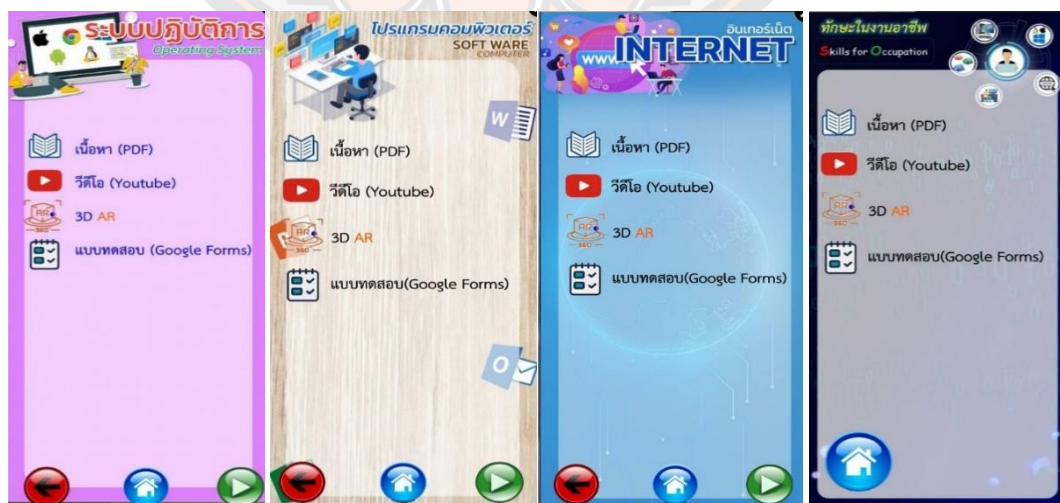 ระบบปฏิบัติการ
Operating System
เนื้อหา (PDF)
วีดีโอ (Youtube)
3D AR
แบบทดสอบ (Google Forms)
โปรแกรมคอมพิวเตอร์
SOFT WARE
COMPUTER
W
เนื้อหา (PDF)
วีดีโอ (Youtube)
AR
360
3D AR
แบบทดสอบ(Google Forms)
O
อินเทอร์เน็ต
www.
INTERNET
เนื้อหา (PDF)
วีดีโอ (Youtube)
AR
360
3D AR
แบบทดสอบ(Google Forms)
ทักษะในงานอาชีพ
Skills for Occupation
เนื้อหา (PDF)
วีดีโอ (Youtube)
AR
360
3D AR
แบบทดสอบ(Google Forms)